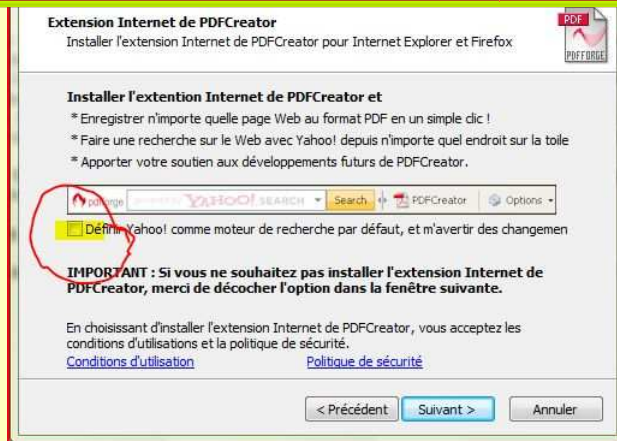 Extension Internet de PDFCreator
Installer l'extension Internet de PDFCreator pour Internet Explorer et Firefox
PDF
PDFFORGE
Installer l'extention Internet de PDFCreator et
* Enregistrer n'importe quelle page Web au format PDF en un simple clic !
* Faire une recherche sur le Web avec Yahoo! depuis n'importe quel endroit sur la toile
* Apporter votre soutien aux développements futurs de PDFCreator.
pdfforge YAHOO! SEARCH Search PDFCreator Options
Définir Yahoo! comme moteur de recherche par défaut, et m'avertir des changemen
IMPORTANT : Si vous ne souhaitez pas installer l'extension Internet de
PDFCreator, merci de décocher l'option dans la fenêtre suivante.
En choisissant d'installer l'extension Internet de PDFCreator, vous acceptez les
conditions d'utilisations et la politique de sécurité.
Conditions d'utilisation Politique de sécurité
< Précédent Suivant > Annuler